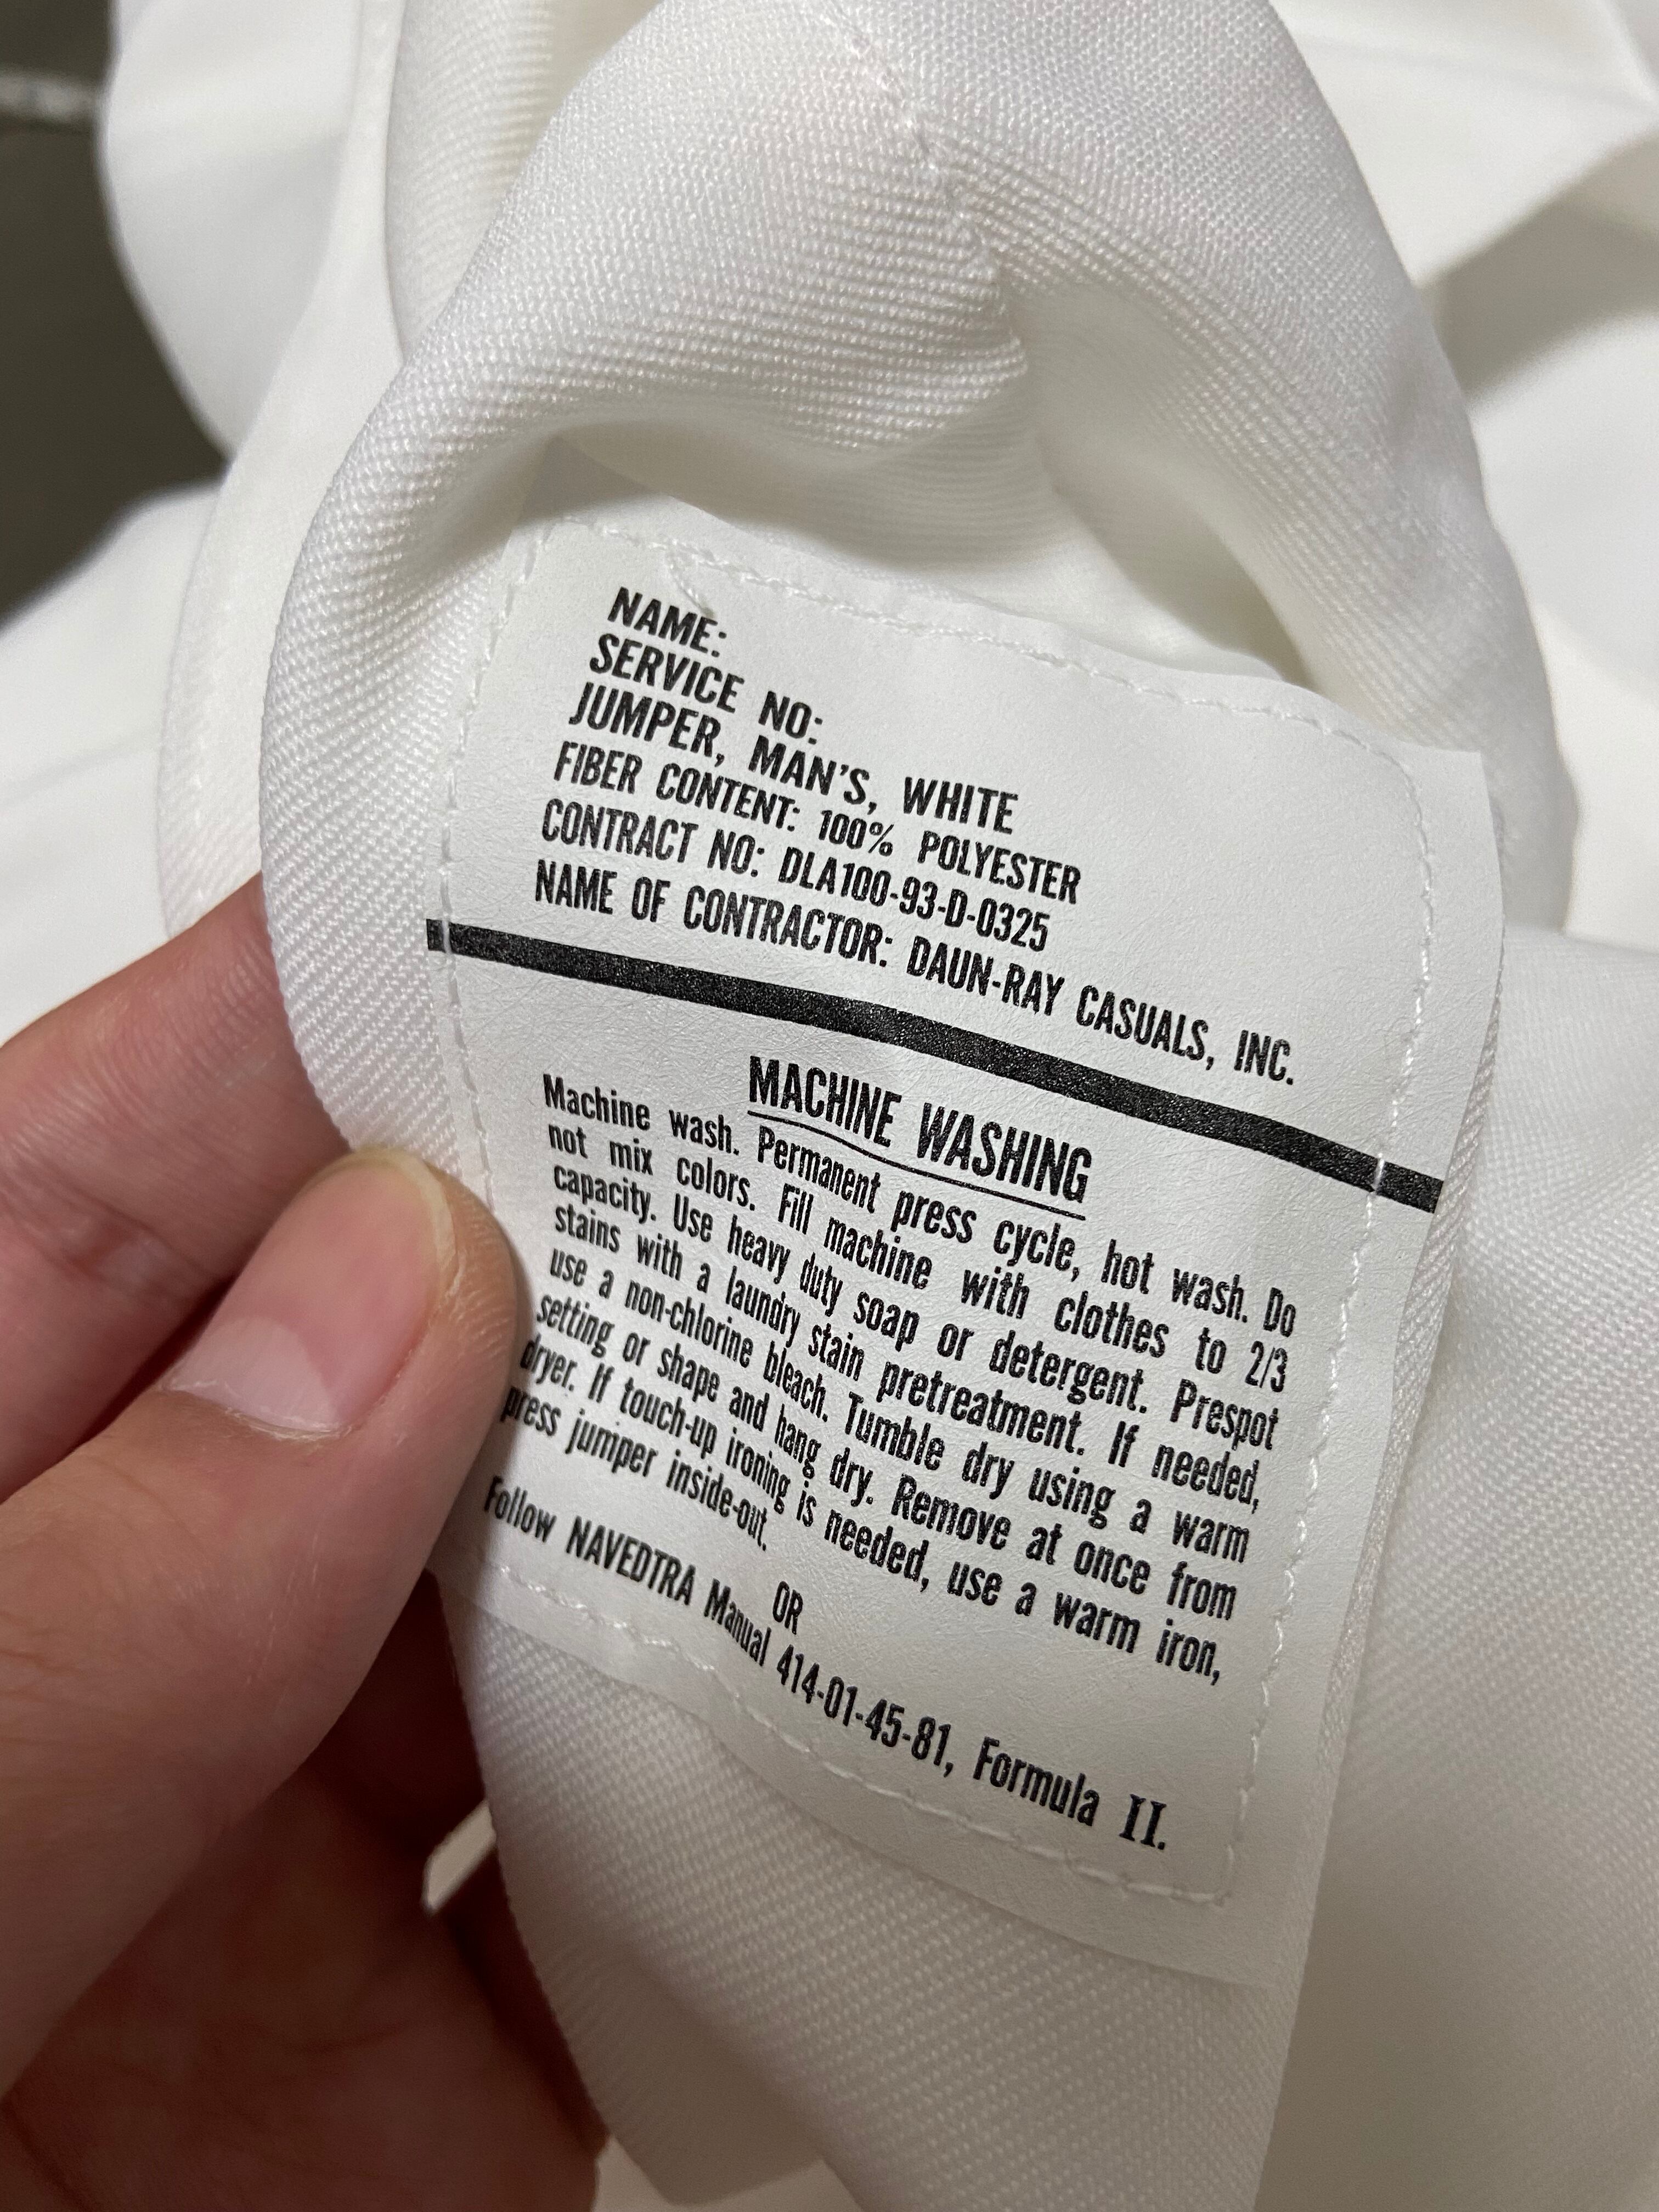 NAME:
SERVICE NO:
JUMPER, MAN'S, WHITE
FIBER CONTENT: 100% POLYESTER
CONTRACT NO: DLA100-93-D-0325
NAME OF CONTRACTOR: DAUN-RAY CASUALS, INC.
MACHINE WASHING
Machine wash. Permanent press cycle, hot wash. Do
not mix colors. Fill machine with clothes to 2/3
capacity. Use heavy duty soap or detergent. Prespot
stains with a laundry stain pretreatment. If needed,
use a non-chlorine bleach. Tumble dry using a warm
setting or shape and hang dry. Remove at once from
dryer. If touch-up ironing is needed, use a warm iron,
press jumper inside-out.
OR
Follow NAVEDTRA Manual 414-01-45-81, Formula II.